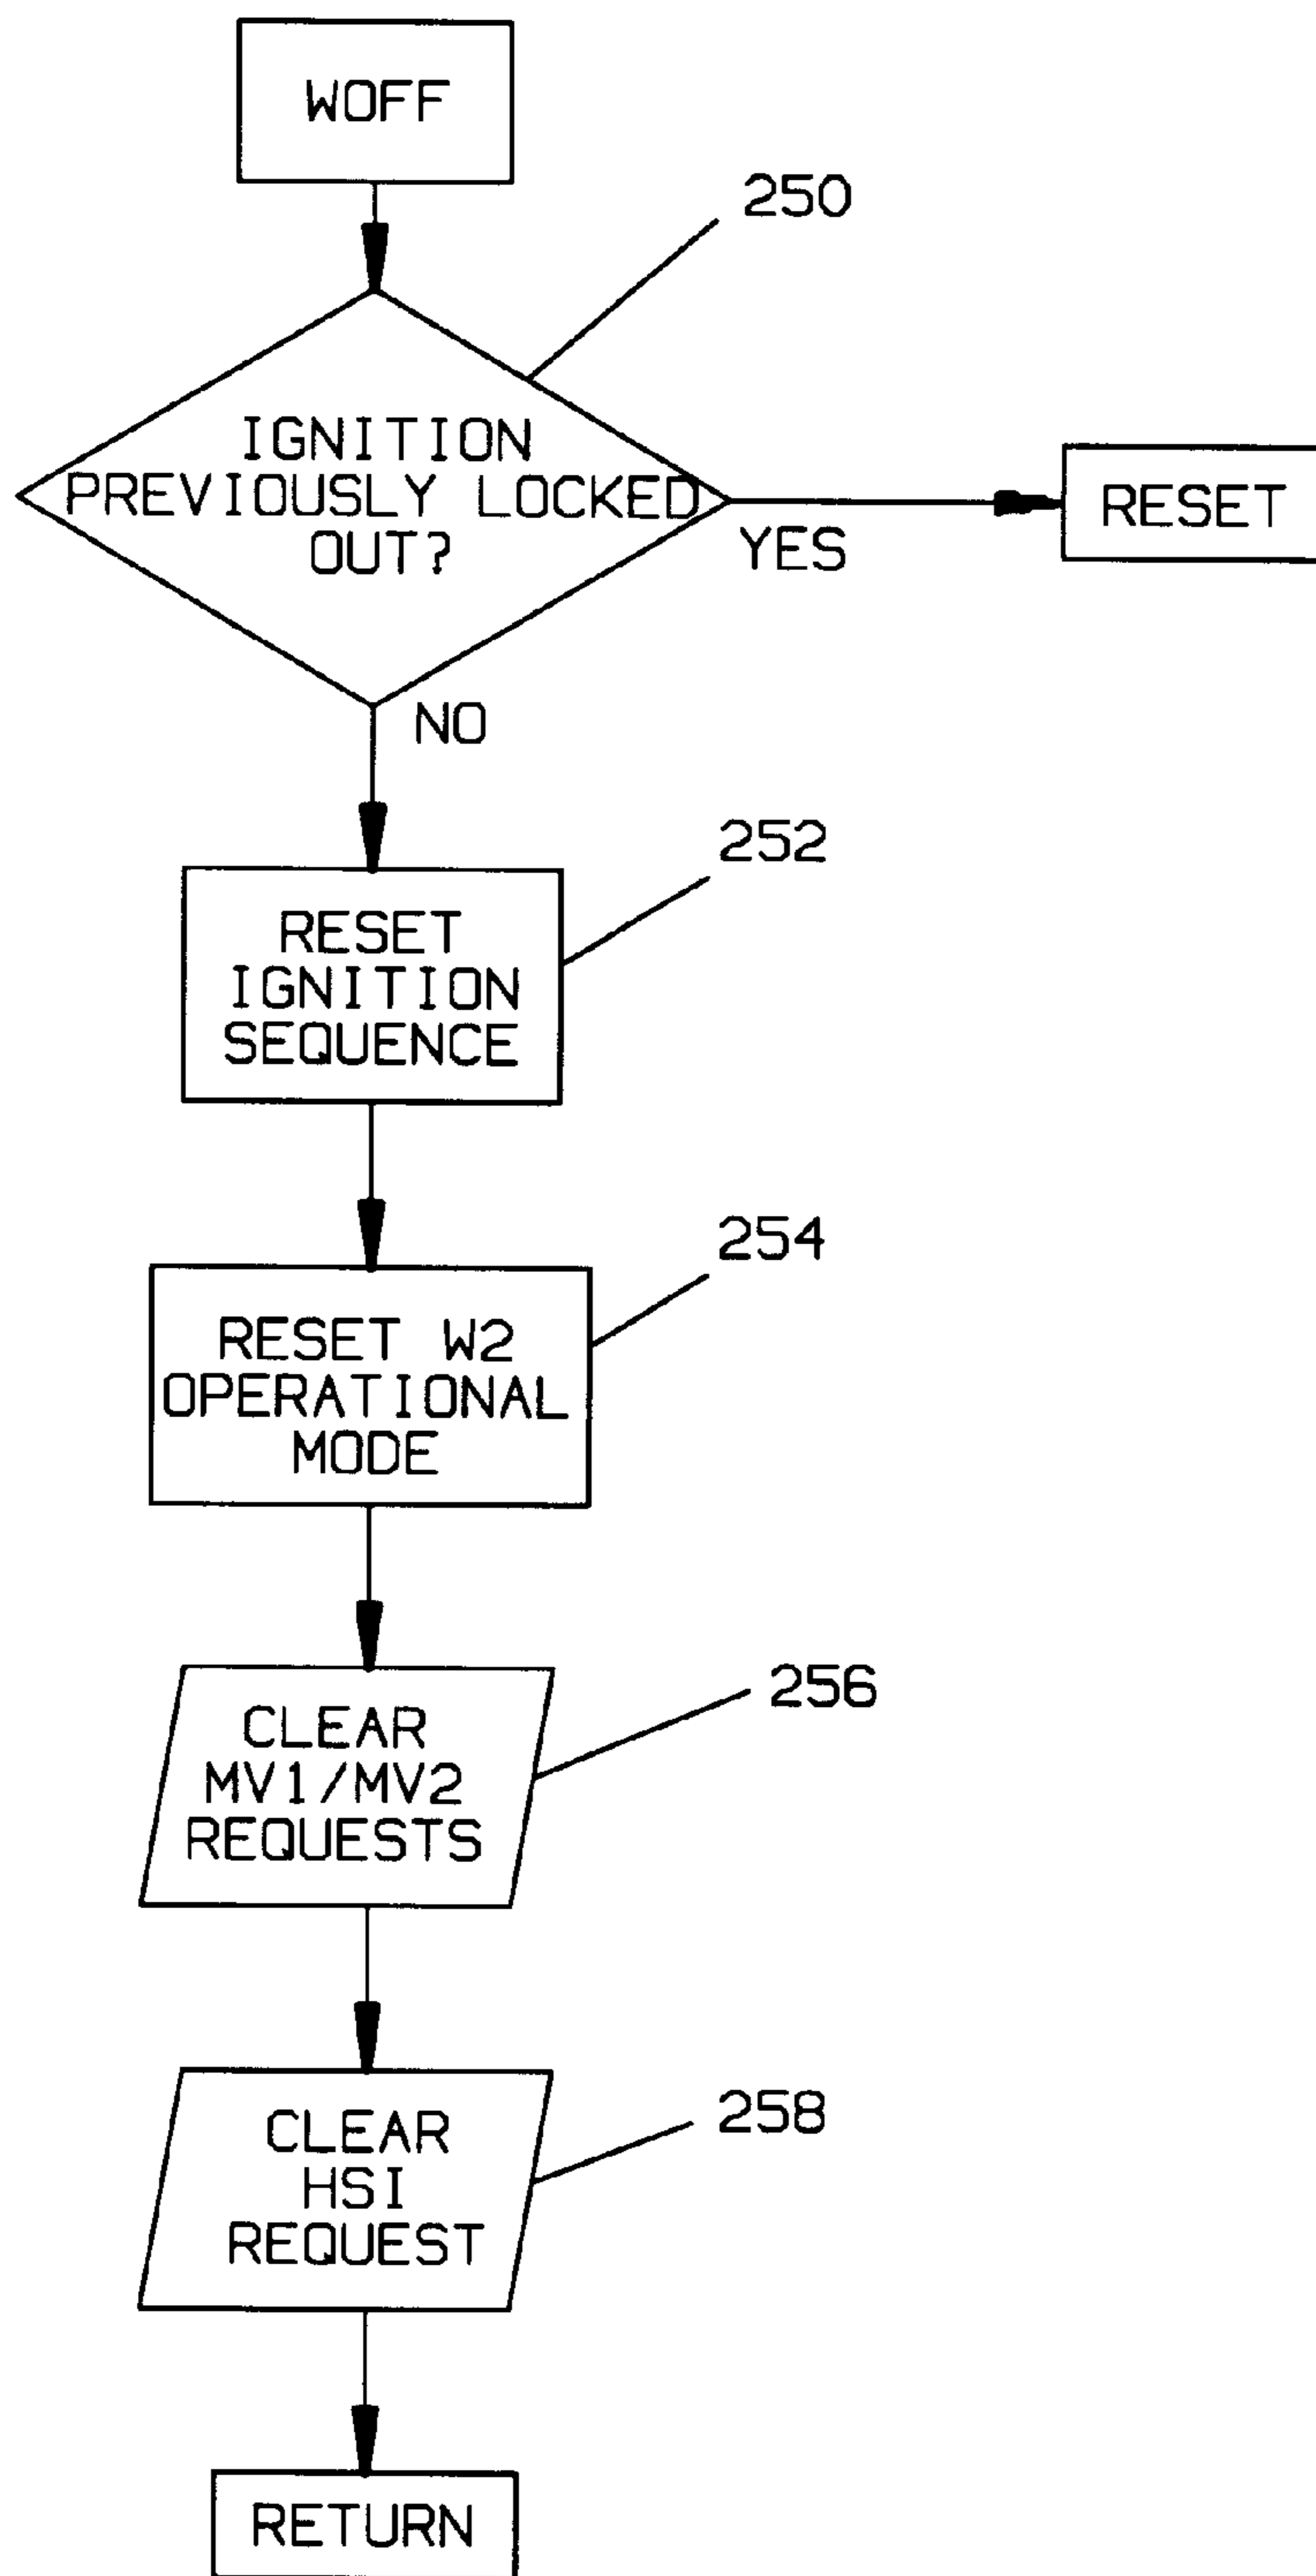 WOFF
250
IGNITION
PREVIOUSLY LOCKED
OUT?
YES
RESET
NO
252
RESET
IGNITION
SEQUENCE
254
RESET W2
OPERATIONAL
MODE
256
CLEAR
MV1/MV2
REQUESTS
258
CLEAR
HSI
REQUEST
RETURN